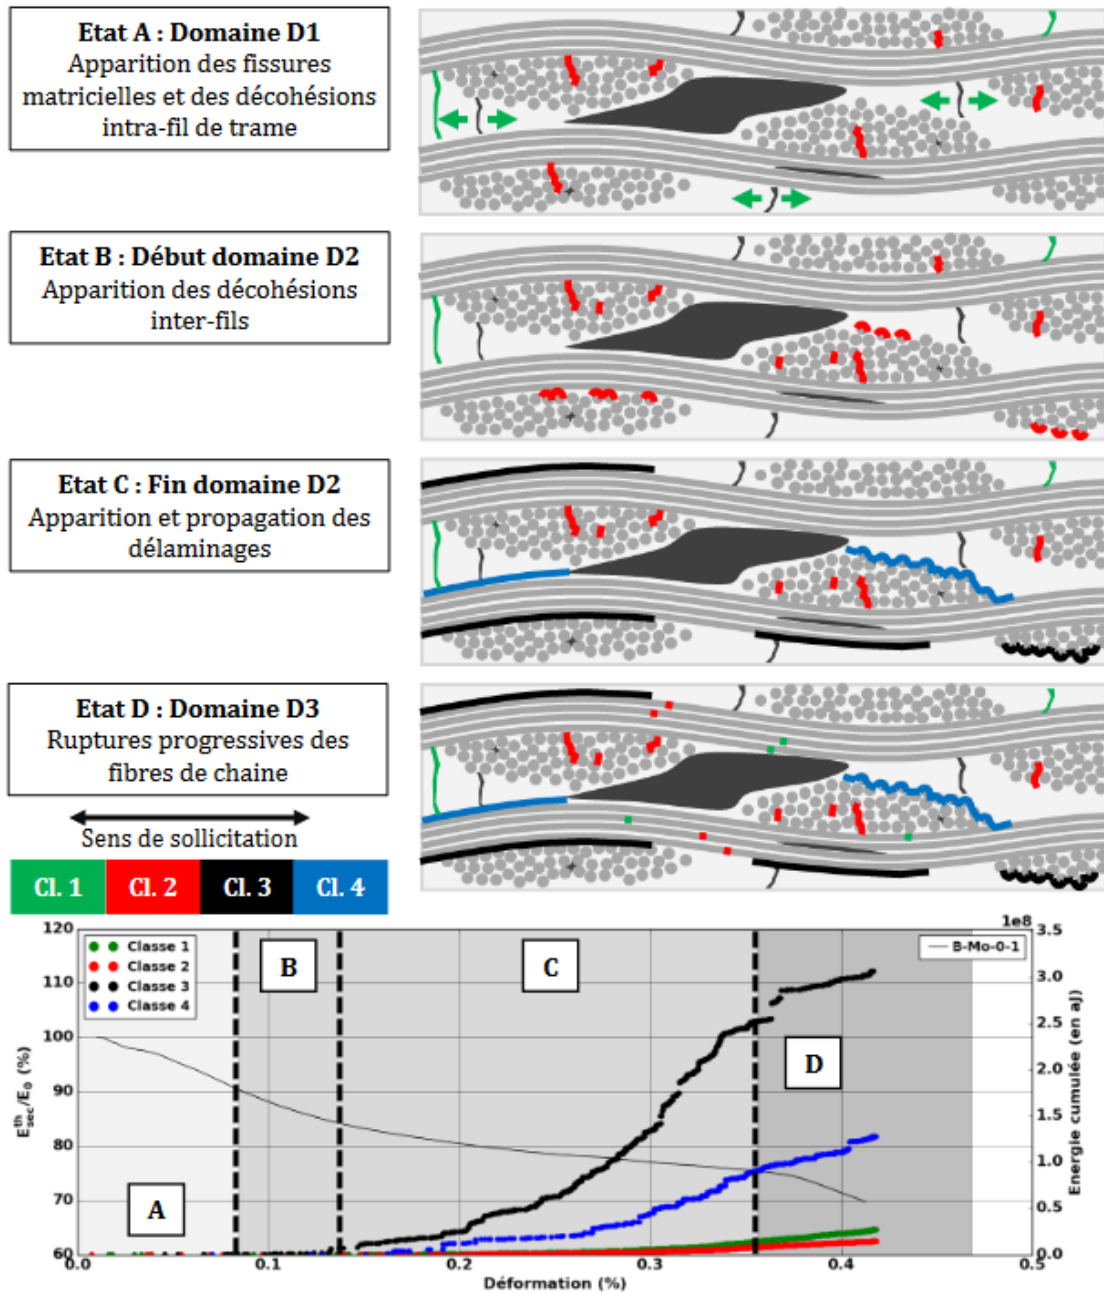 Etat A : Domaine D1
Apparition des fissures
matricielles et des décohésions
intra-fil de trame
Etat B : Début domaine D2
Apparition des décohésions
inter-fils
Etat C : Fin domaine D2
Apparition et propagation des
délaminages
Etat D : Domaine D3
Ruptures progressives des
fibres de chaine
Sens de sollicitation
Cl. 1 Cl. 2 Cl. 3 Cl. 4
1e8
120
110
100
90
80
70
60
E_sec^th/E_0 (%)
Classe 1
Classe 2
Classe 3
Classe 4
A
B
C
D
B-Mo-0-1
3.5
3.0
2.5
2.0
1.5
1.0
0.5
0.0
Energie cumulée (en aJ)
0.0 0.1 0.2 0.3 0.4 0.5
Déformation (%)